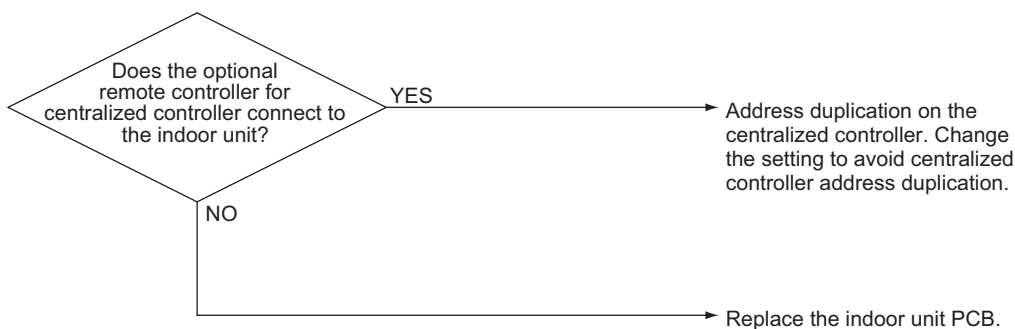 Does the optional
remote controller for
centralized controller connect to
the indoor unit?
YES
Address duplication on the
centralized controller. Change
the setting to avoid centralized
controller address duplication.
NO
Replace the indoor unit PCB.